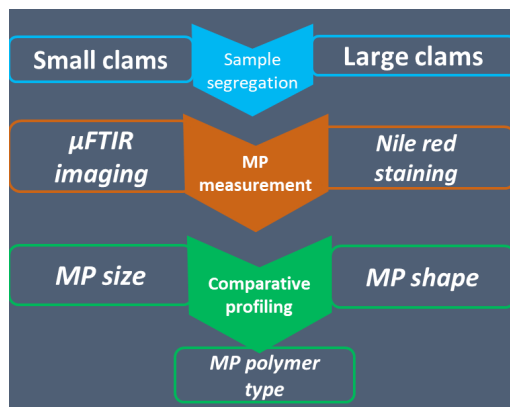 Small clams
Sample
segregation
Large clams
μFTIR
imaging
MP
measurement
Nile red
staining
MP size
Comparative
profiling
MP shape
MP polymer
type